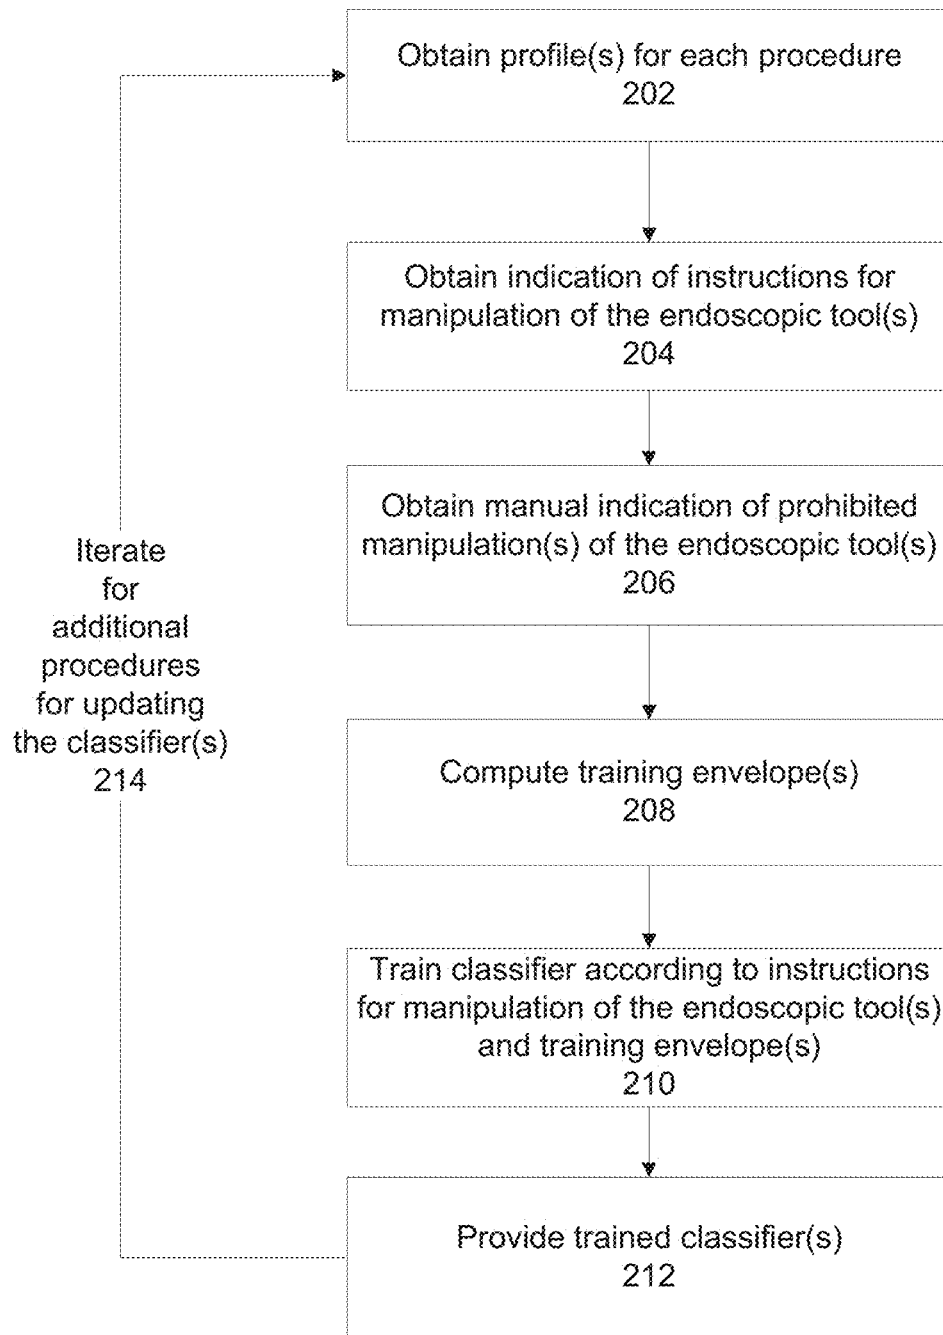 Obtain profile(s) for each procedure
202
Obtain indication of instructions for
manipulation of the endoscopic tool(s)
204
Obtain manual indication of prohibited
manipulation(s) of the endoscopic tool(s)
206
Compute training envelope(s)
208
Train classifier according to instructions
for manipulation of the endoscopic tool(s)
and training envelope(s)
210
Provide trained classifier(s)
212
Iterate
for
additional
procedures
for updating
the classifier(s)
214